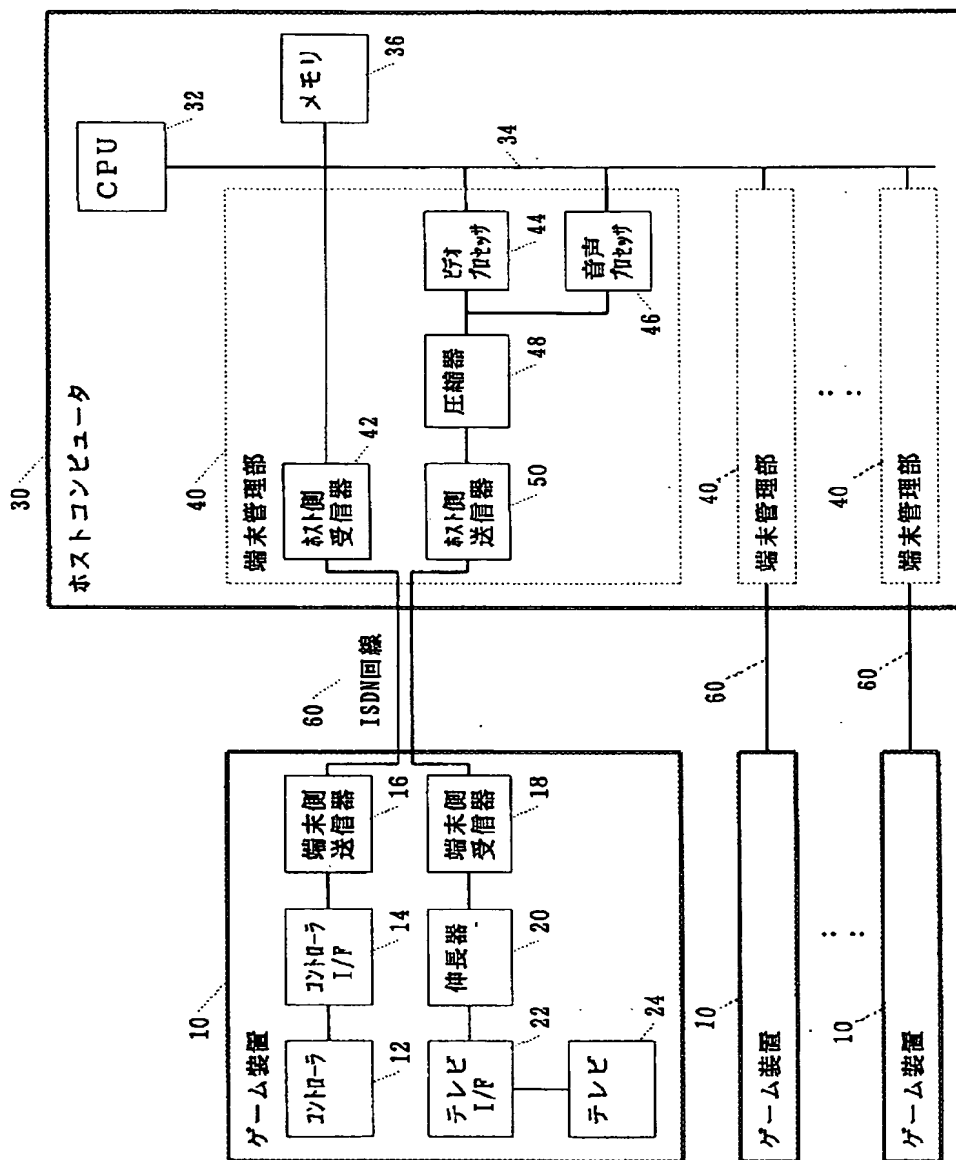 30
ホストコンピュータ
CPU
32
メモリ
36
34
40
端末管理部
ホスト側
受信器
42
ビデオ
プロセッサ
44
音声
プロセッサ
46
圧縮器
48
ホスト側
送信器
50
60
ISDN回線
10
ゲーム装置
コントローラ
12
コントローラ
I/F
14
端末側
送信器
16
端末側
受信器
18
伸長器
20
テレビ
I/F
22
テレビ
24
10
ゲーム装置
60
40
端末管理部
10
ゲーム装置
60
40
端末管理部